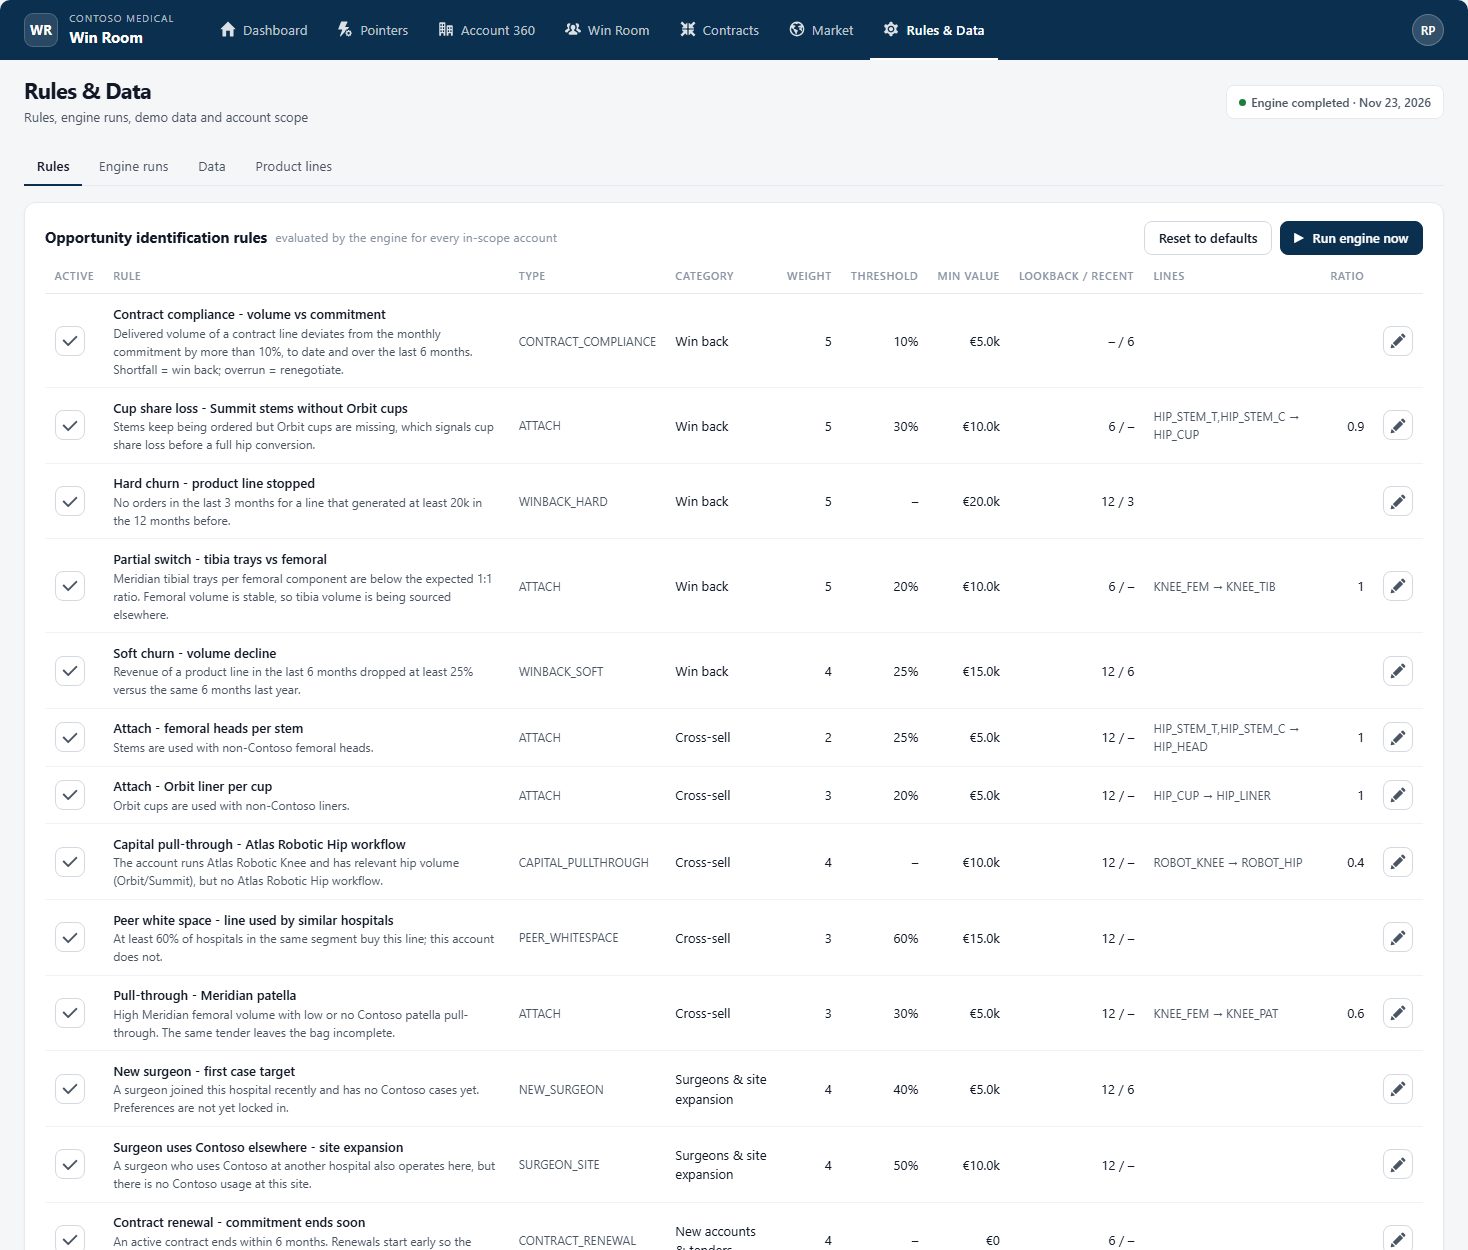 WR
CONTOSO MEDICAL
Win Room
Dashboard
Pointers
Account 360
Win Room
Contracts
Market
Rules & Data
RP
Rules & Data
Rules, engine runs, demo data and account scope
Engine completed · Nov 23, 2026
Rules
Engine runs
Data
Product lines
Opportunity identification rules
evaluated by the engine for every in-scope account
Reset to defaults
Run engine now
ACTIVE RULE TYPE CATEGORY WEIGHT THRESHOLD MIN VALUE LOOKBACK / RECENT LINES RATIO
Contract compliance - volume vs commitment
Delivered volume of a contract line deviates from the monthly
commitment by more than 10%, to date and over the last 6 months.
Shortfall = win back; overrun = renegotiate.
CONTRACT_COMPLIANCE Win back 5 10% €5.0k – / 6
Cup share loss - Summit stems without Orbit cups
Stems keep being ordered but Orbit cups are missing, which signals cup
share loss before a full hip conversion.
ATTACH Win back 5 30% €10.0k 6 / –
HIP_STEM_T,HIP_STEM_C →
HIP_CUP
0.9
Hard churn - product line stopped
No orders in the last 3 months for a line that generated at least 20k in
the 12 months before.
WINBACK_HARD Win back 5 – €20.0k 12 / 3
Partial switch - tibia trays vs femoral
Meridian tibial trays per femoral component are below the expected 1:1
ratio. Femoral volume is stable, so tibia volume is being sourced
elsewhere.
ATTACH Win back 5 20% €10.0k 6 / – KNEE_FEM → KNEE_TIB 1
Soft churn - volume decline
Revenue of a product line in the last 6 months dropped at least 25%
versus the same 6 months last year.
WINBACK_SOFT Win back 4 25% €15.0k 12 / 6
Attach - femoral heads per stem
Stems are used with non-Contoso femoral heads.
ATTACH Cross-sell 2 25% €5.0k 12 / –
HIP_STEM_T,HIP_STEM_C →
HIP_HEAD
1
Attach - Orbit liner per cup
Orbit cups are used with non-Contoso liners.
ATTACH Cross-sell 3 20% €5.0k 12 / – HIP_CUP → HIP_LINER 1
Capital pull-through - Atlas Robotic Hip workflow
The account runs Atlas Robotic Knee and has relevant hip volume
(Orbit/Summit), but no Atlas Robotic Hip workflow.
CAPITAL_PULLTHROUGH Cross-sell 4 – €10.0k 12 / – ROBOT_KNEE → ROBOT_HIP 0.4
Peer white space - line used by similar hospitals
At least 60% of hospitals in the same segment buy this line; this account
does not.
PEER_WHITESPACE Cross-sell 3 60% €15.0k 12 / –
Pull-through - Meridian patella
High Meridian femoral volume with low or no Contoso patella pull-
through. The same tender leaves the bag incomplete.
ATTACH Cross-sell 3 30% €5.0k 12 / – KNEE_FEM → KNEE_PAT 0.6
New surgeon - first case target
A surgeon joined this hospital recently and has no Contoso cases yet.
Preferences are not yet locked in.
NEW_SURGEON
Surgeons & site
expansion
4 40% €5.0k 12 / 6
Surgeon uses Contoso elsewhere - site expansion
A surgeon who uses Contoso at another hospital also operates here, but
there is no Contoso usage at this site.
SURGEON_SITE
Surgeons & site
expansion
4 50% €10.0k 12 / –
Contract renewal - commitment ends soon
An active contract ends within 6 months. Renewals start early so the
CONTRACT_RENEWAL
New accounts
& tenders
4 – €0 6 / –